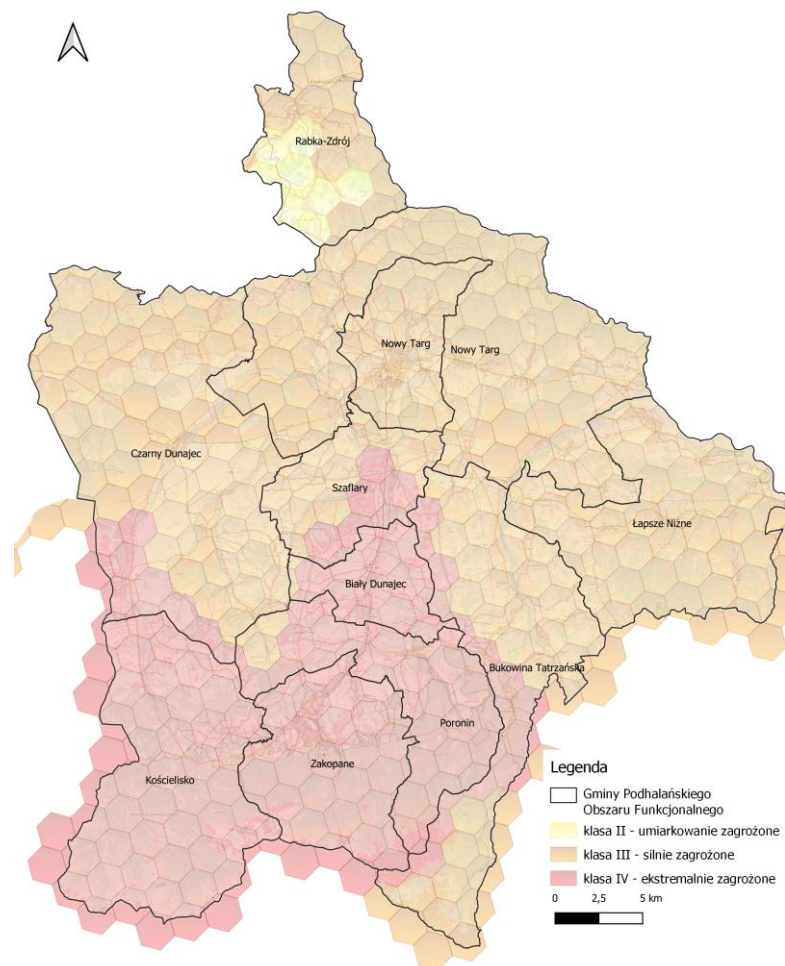 Rabka-Zdrój
Nowy Targ
Nowy Targ
Czarny Dunajec
Szaflary
Łapsze Niżne
Biały Dunajec
Bukowina Tatrzańska
Poronin
Zakopane
Kościelisko
Legenda
Gminy Podhalańskiego
Obszaru Funkcjonalnego
klasa II - umiarkowanie zagrożone
klasa III - silnie zagrożone
klasa IV - ekstremalnie zagrożone
0 2,5 5 km